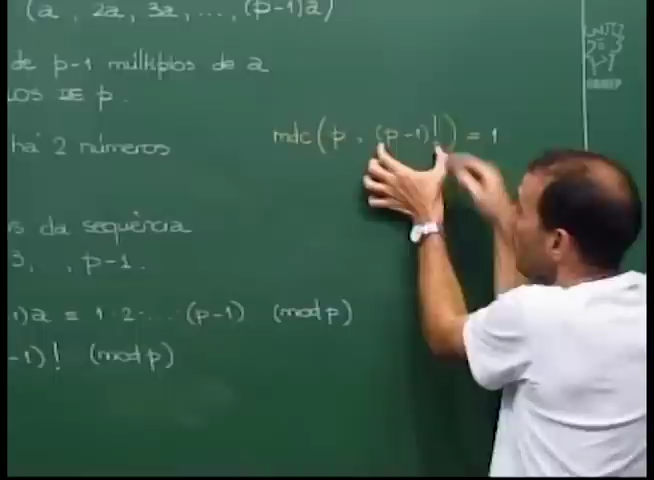 (a , 2a, 3a, ..., (p-1)a)
de p-1 múltiplos de a
LOS DE p.
mdc(p, (p-1)!) = 1
há 2 números
s da sequência
3, , p-1.
1)a ≡ 1·2·...(p-1) (mod p)
-1)! (mod p)